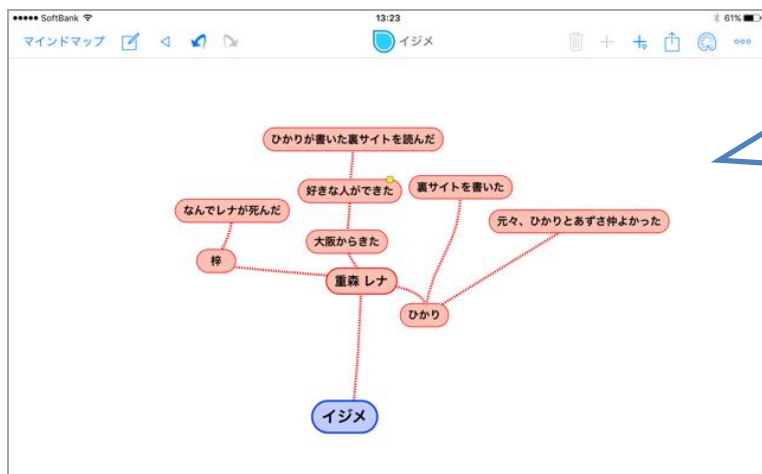 SoftBank
13:23
61%
マインドマップ
イジメ
ひかりが書いた裏サイトを読んだ
好きな人ができた
裏サイトを書いた
なんでレナが死んだ
元々、ひかりとあずさ仲よかった
大阪からきた
梓
重森 レナ
ひかり
イジメ